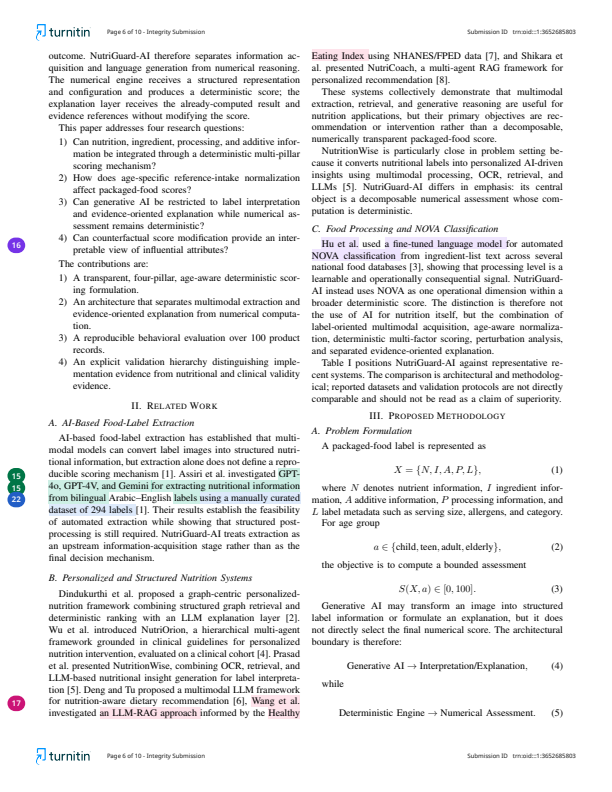 turnitin Page 6 of 10 - Integrity Submission Submission ID trn:oid:::1:3652685803
outcome. NutriGuard-AI therefore separates information ac-
quisition and language generation from numerical reasoning.
The numerical engine receives a structured representation
and configuration and produces a deterministic score; the
explanation layer receives the already-computed result and
evidence references without modifying the score.
This paper addresses four research questions:
1) Can nutrition, ingredient, processing, and additive infor-
mation be integrated through a deterministic multi-pillar
scoring mechanism?
2) How does age-specific reference-intake normalization
affect packaged-food scores?
3) Can generative AI be restricted to label interpretation
and evidence-oriented explanation while numerical as-
sessment remains deterministic?
16
4) Can counterfactual score modification provide an inter-
pretable view of influential attributes?
The contributions are:
1) A transparent, four-pillar, age-aware deterministic scor-
ing formulation.
2) An architecture that separates multimodal extraction and
evidence-oriented explanation from numerical computa-
tion.
3) A reproducible behavioral evaluation over 100 product
records.
4) An explicit validation hierarchy distinguishing imple-
mentation evidence from nutritional and clinical validity
evidence.
II. Related Work
A. AI-Based Food-Label Extraction
AI-based food-label extraction has established that multi-
modal models can convert label images into structured nutri-
tional information, but extraction alone does not define a repro-
ducible scoring mechanism [1]. Assiri et al. investigated GPT-
15
4o, GPT-4V, and Gemini for extracting nutritional information
15
from bilingual Arabic–English labels using a manually curated
22
dataset of 294 labels [1]. Their results establish the feasibility
of automated extraction while showing that structured post-
processing is still required. NutriGuard-AI treats extraction as
an upstream information-acquisition stage rather than as the
final decision mechanism.
B. Personalized and Structured Nutrition Systems
Dindukurthi et al. proposed a graph-centric personalized-
nutrition framework combining structured graph retrieval and
deterministic ranking with an LLM explanation layer [2].
Wu et al. introduced NutriOrion, a hierarchical multi-agent
framework grounded in clinical guidelines for personalized
nutrition intervention, evaluated on a clinical cohort [4]. Prasad
et al. presented NutritionWise, combining OCR, retrieval, and
LLM-based nutritional insight generation for label interpreta-
tion [5]. Deng and Tu proposed a multimodal LLM framework
17
for nutrition-aware dietary recommendation [6], Wang et al.
investigated an LLM-RAG approach informed by the Healthy
Eating Index using NHANES/FPED data [7], and Shikara et
al. presented NutriCoach, a multi-agent RAG framework for
personalized recommendation [8].
These systems collectively demonstrate that multimodal
extraction, retrieval, and generative reasoning are useful for
nutrition applications, but their primary objectives are rec-
ommendation or intervention rather than a decomposable,
numerically transparent packaged-food score.
NutritionWise is particularly close in problem setting be-
cause it converts nutritional labels into personalized AI-driven
insights using multimodal processing, OCR, retrieval, and
LLMs [5]. NutriGuard-AI differs in emphasis: its central
object is a decomposable numerical assessment whose com-
putation is deterministic.
C. Food Processing and NOVA Classification
Hu et al. used a fine-tuned language model for automated
NOVA classification from ingredient-list text across several
national food databases [3], showing that processing level is a
learnable and operationally consequential signal. NutriGuard-
AI instead uses NOVA as one operational dimension within a
broader deterministic score. The distinction is therefore not
the use of AI for nutrition itself, but the combination of
label-oriented multimodal acquisition, age-aware normaliza-
tion, deterministic multi-factor scoring, perturbation analysis,
and separated evidence-oriented explanation.
Table I positions NutriGuard-AI against representative re-
cent systems. The comparison is architectural and methodolog-
ical; reported datasets and validation protocols are not directly
comparable and should not be read as a claim of superiority.
III. Proposed Methodology
A. Problem Formulation
A packaged-food label is represented as
X = {N, I, A, P, L}, (1)
where N denotes nutrient information, I ingredient infor-
mation, A additive information, P processing information, and
L label metadata such as serving size, allergens, and category.
For age group
a ∈ {child, teen, adult, elderly}, (2)
the objective is to compute a bounded assessment
S(X, a) ∈ [0, 100]. (3)
Generative AI may transform an image into structured
label information or formulate an explanation, but it does
not directly select the final numerical score. The architectural
boundary is therefore:
Generative AI → Interpretation/Explanation, (4)
while
Deterministic Engine → Numerical Assessment. (5)
turnitin Page 6 of 10 - Integrity Submission Submission ID trn:oid:::1:3652685803